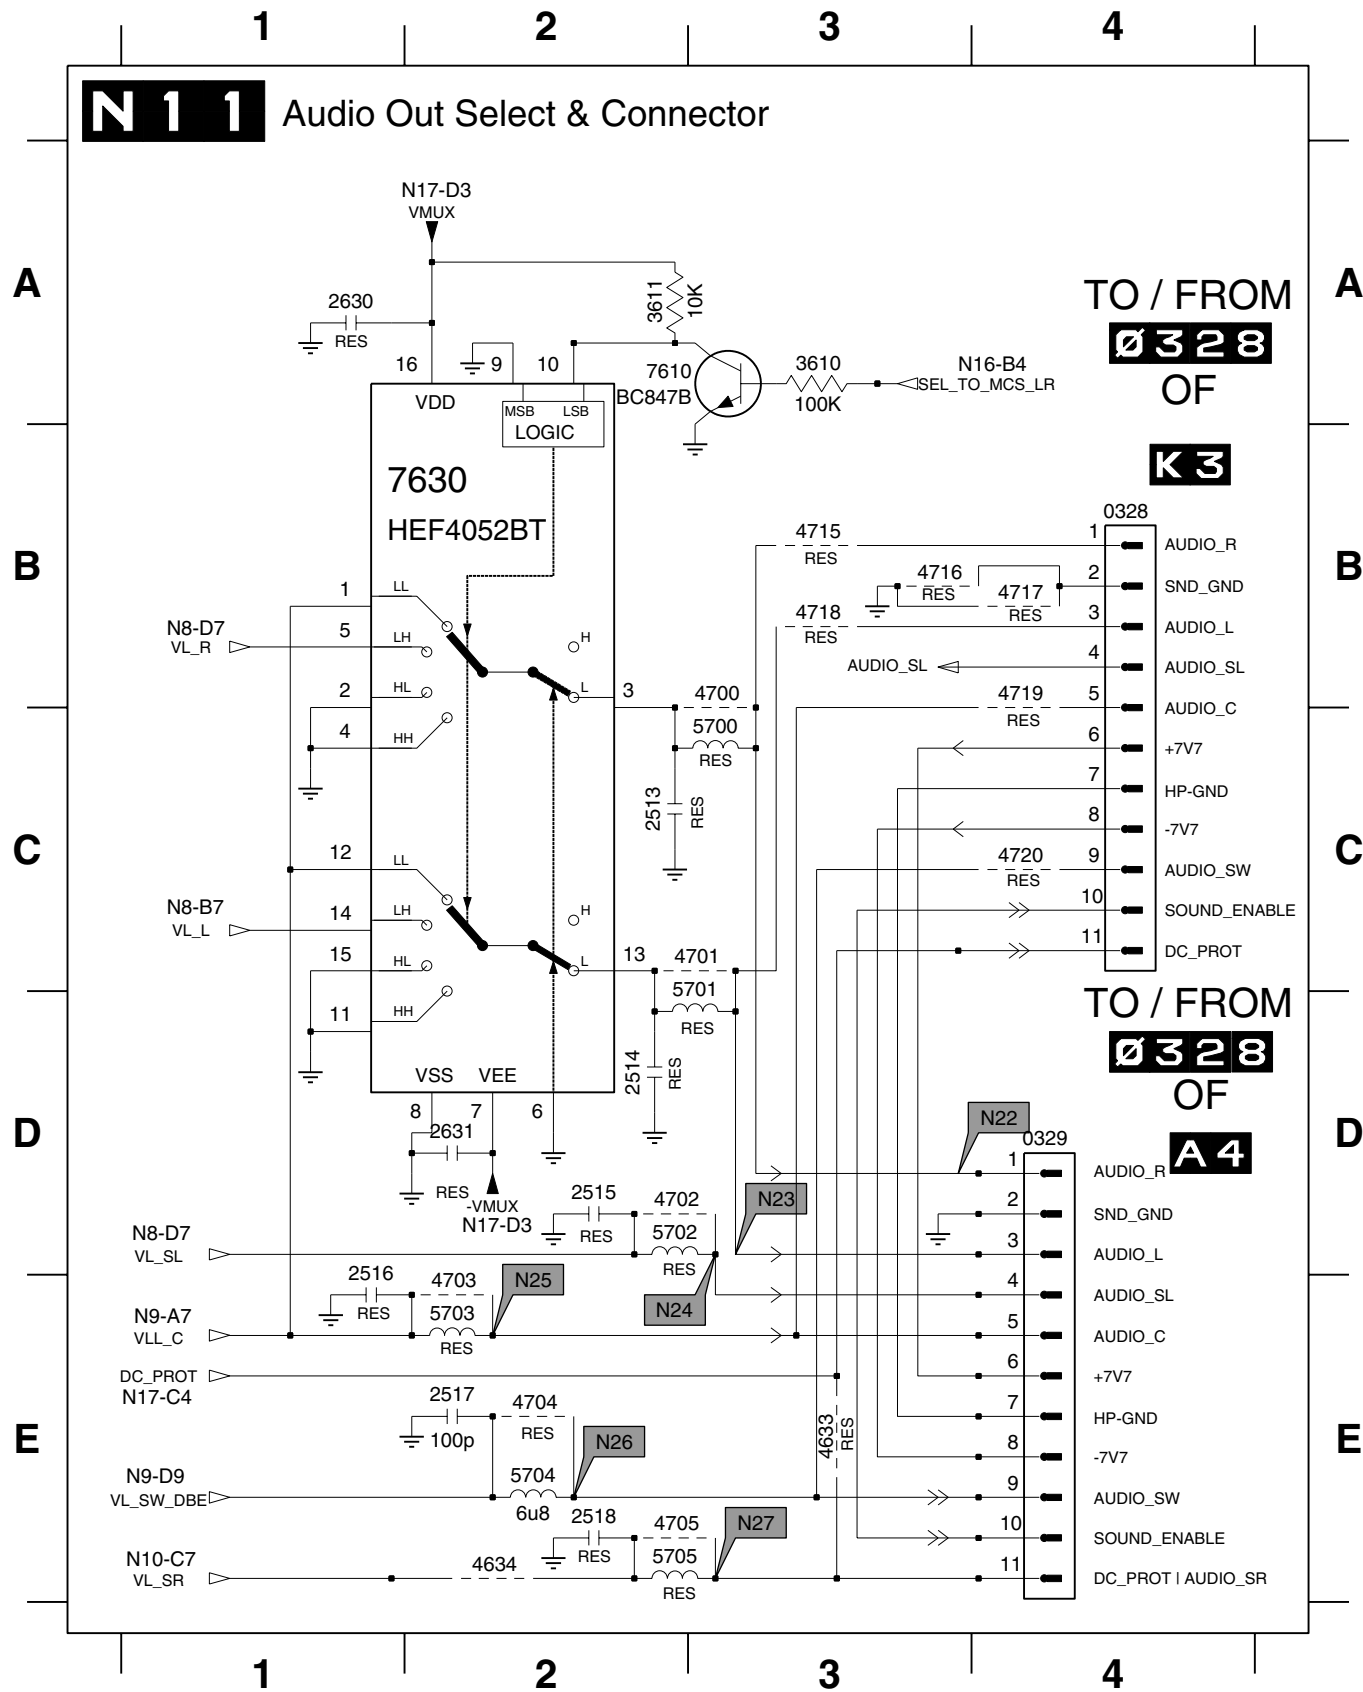 1 2 3 4
N11 Audio Out Select & Connector
N17-D3
VMUX
A A
TO / FROM
Ø328
OF
K3
2630
RES
3611
10K
16 9 10
7610
BC847B
3610
100K
N16-B4
SEL_TO_MCS_LR
VDD
MSB LSB
LOGIC
7630
HEF4052BT
B B
0328
4715
RES
1 AUDIO_R
4716
RES
4717
RES
2 SND_GND
4718
RES
3 AUDIO_L
AUDIO_SL
4 AUDIO_SL
4719
RES
5 AUDIO_C
6 +7V7
7 HP-GND
8 -7V7
4720
RES
9 AUDIO_SW
10 SOUND_ENABLE
11 DC_PROT
1 LL
N8-D7
VL_R
5 LH
H
2 HL
L
3
4 HH
4700
5700
RES
2513
RES
C C
12 LL
N8-B7
VL_L
14 LH
H
15 HL
L
13
11 HH
4701
5701
RES
2514
RES
VSS VEE
8 7 6
2631
RES
-VMUX
N17-D3
D D
TO / FROM
Ø328
OF
A4
N22
0329
1 AUDIO_R
2 SND_GND
3 AUDIO_L
4 AUDIO_SL
5 AUDIO_C
6 +7V7
7 HP-GND
8 -7V7
9 AUDIO_SW
10 SOUND_ENABLE
11 DC_PROT | AUDIO_SR
2515
RES
4702
5702
RES
N23
N8-D7
VL_SL
N24
2516
RES
4703
5703
RES
N25
N9-A7
VLL_C
DC_PROT
N17-C4
E E
2517
100p
4704
RES
N26
4633
RES
N9-D9
VL_SW_DBE
5704
6u8
2518
RES
4705
5705
RES
N27
N10-C7
VL_SR
4634
1 2 3 4